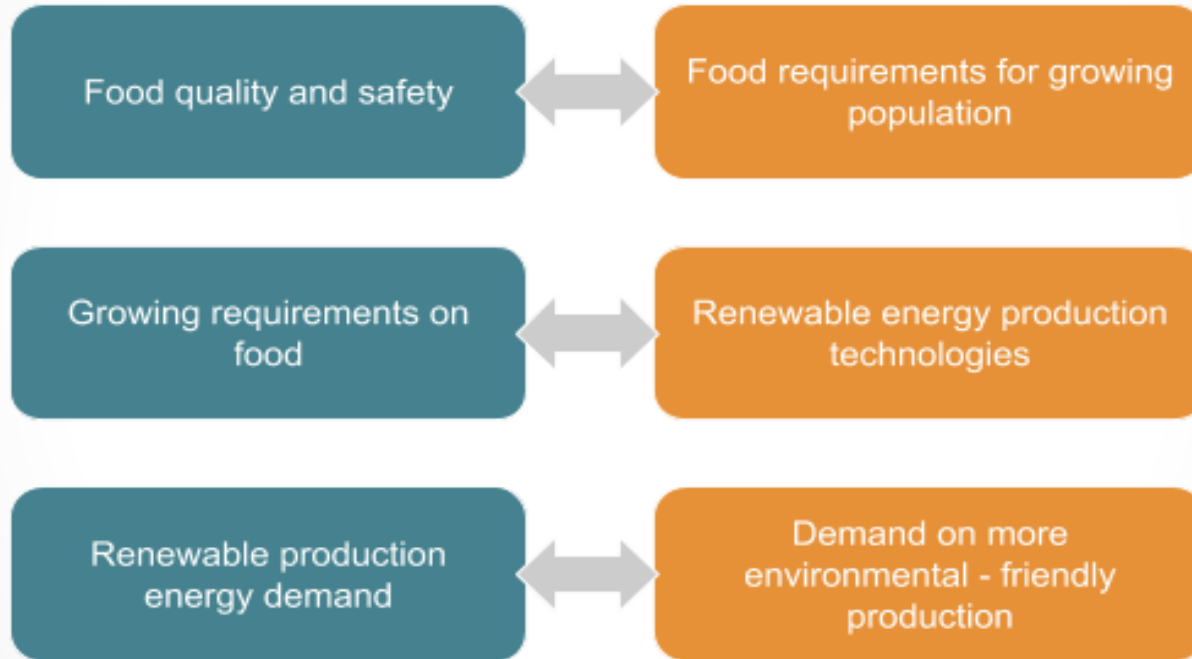 Food quality and safety
Food requirements for growing
population
Growing requirements on
food
Renewable energy production
technologies
Renewable production
energy demand
Demand on more
environmental - friendly
production